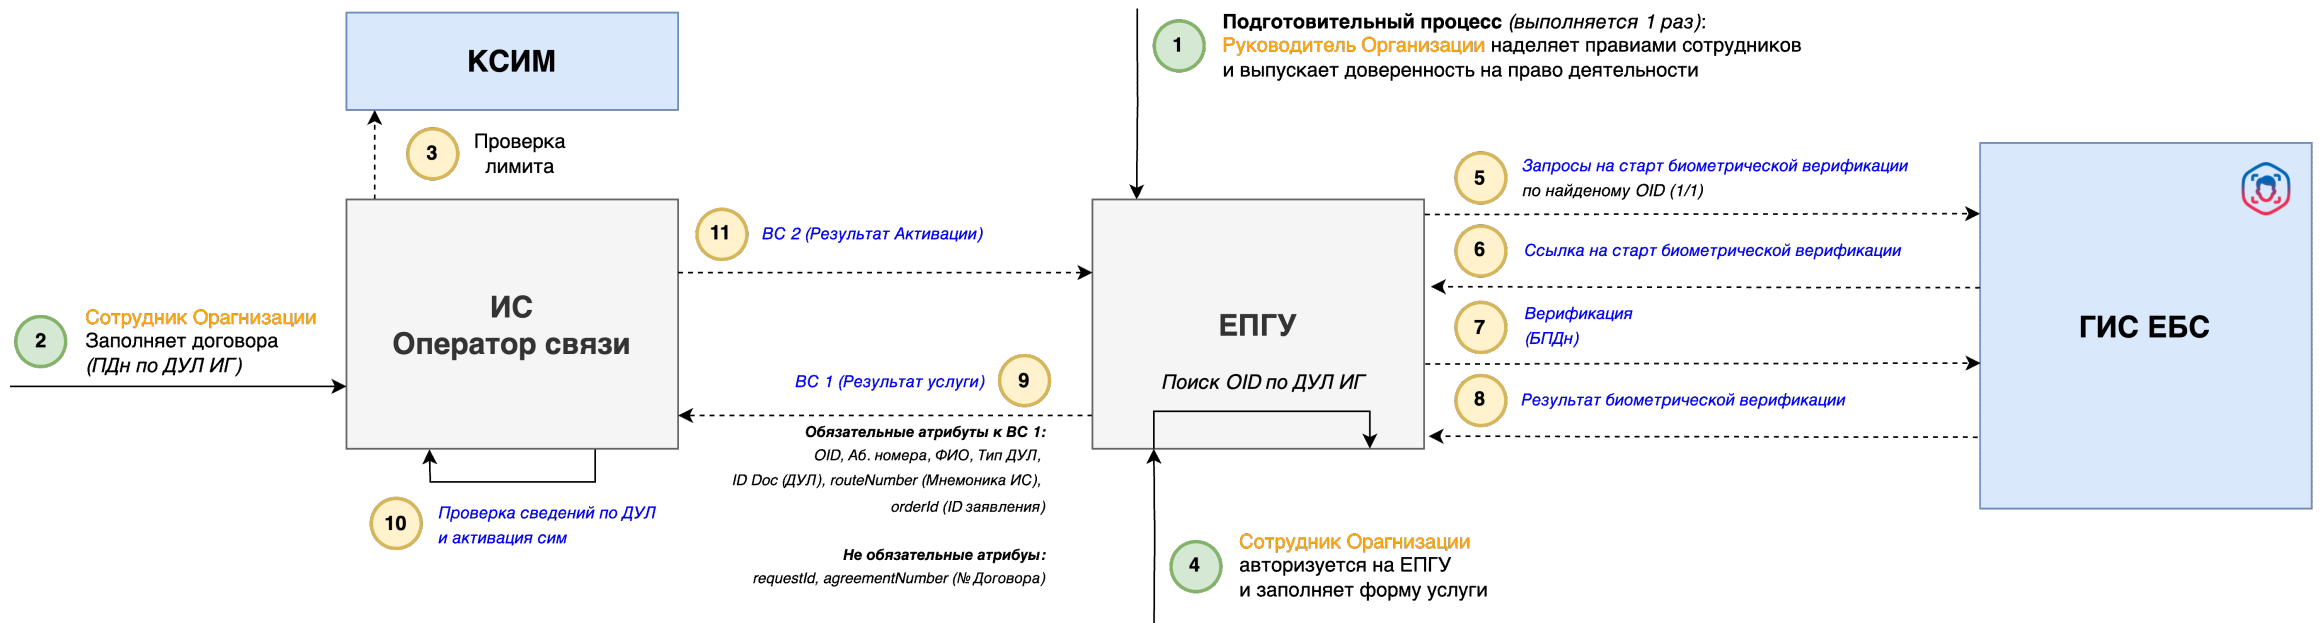 КСИМ
3
Проверка
лимита
1
Подготовительный процесс (выполняется 1 раз):
Руководитель Организации наделяет правиами сотрудников
и выпускает доверенность на право деятельности
2
Сотрудник Орагнизации
Заполняет договора
(ПДн по ДУЛ ИГ)
ИС
Оператор связи
11
ВС 2 (Результат Активации)
ВС 1 (Результат услуги)
9
Обязательные атрибуты к ВС 1:
OID, Аб. номера, ФИО, Тип ДУЛ,
ID Doc (ДУЛ), routeNumber (Мнемоника ИС),
orderId (ID заявления)
Не обязательные атрибуы:
requestId, agreementNumber (№ Договора)
10
Проверка сведений по ДУЛ
и активация сим
ЕПГУ
Поиск OID по ДУЛ ИГ
4
Сотрудник Орагнизации
авторизуется на ЕПГУ
и заполняет форму услуги
5
Запросы на старт биометрической верификации
по найденому OID (1/1)
6
Ссылка на старт биометрической верификации
7
Верификация
(БПДн)
8
Результат биометрической верификации
ГИС ЕБС